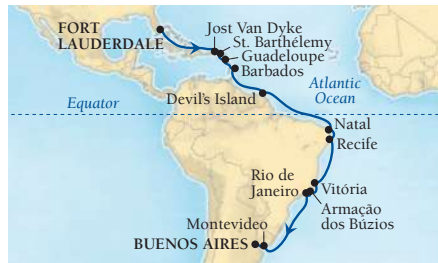 FORT
LAUDERDALE
Jost Van Dyke
St. Barthélemy
Guadeloupe
Barbados
Atlantic
Ocean
Devil's Island
Equator
Natal
Recife
Rio de
Janeiro
Vitória
Armação
dos Búzios
Montevideo
BUENOS AIRES